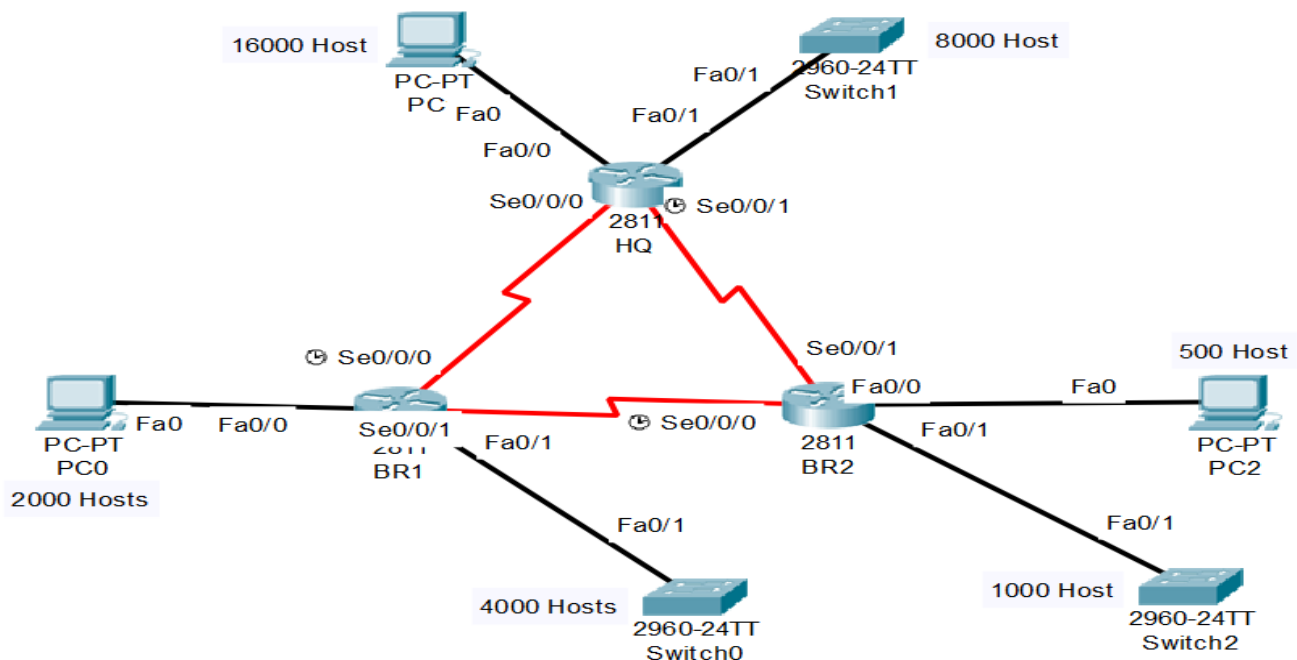 16000 Host
PC-PT
PC
Fa0
Fa0/0
8000 Host
2960-24TT
Switch1
Fa0/1
Fa0/1
Se0/0/0
Se0/0/1
2811
HQ
Se0/0/0
Se0/0/1
500 Host
PC-PT
PC0
2000 Hosts
Fa0
Fa0/0
Se0/0/1
2811
BR1
Fa0/1
Se0/0/0
Fa0/0
Fa0
2811
BR2
Fa0/1
PC-PT
PC2
Fa0/1
4000 Hosts
2960-24TT
Switch0
Fa0/1
1000 Host
2960-24TT
Switch2